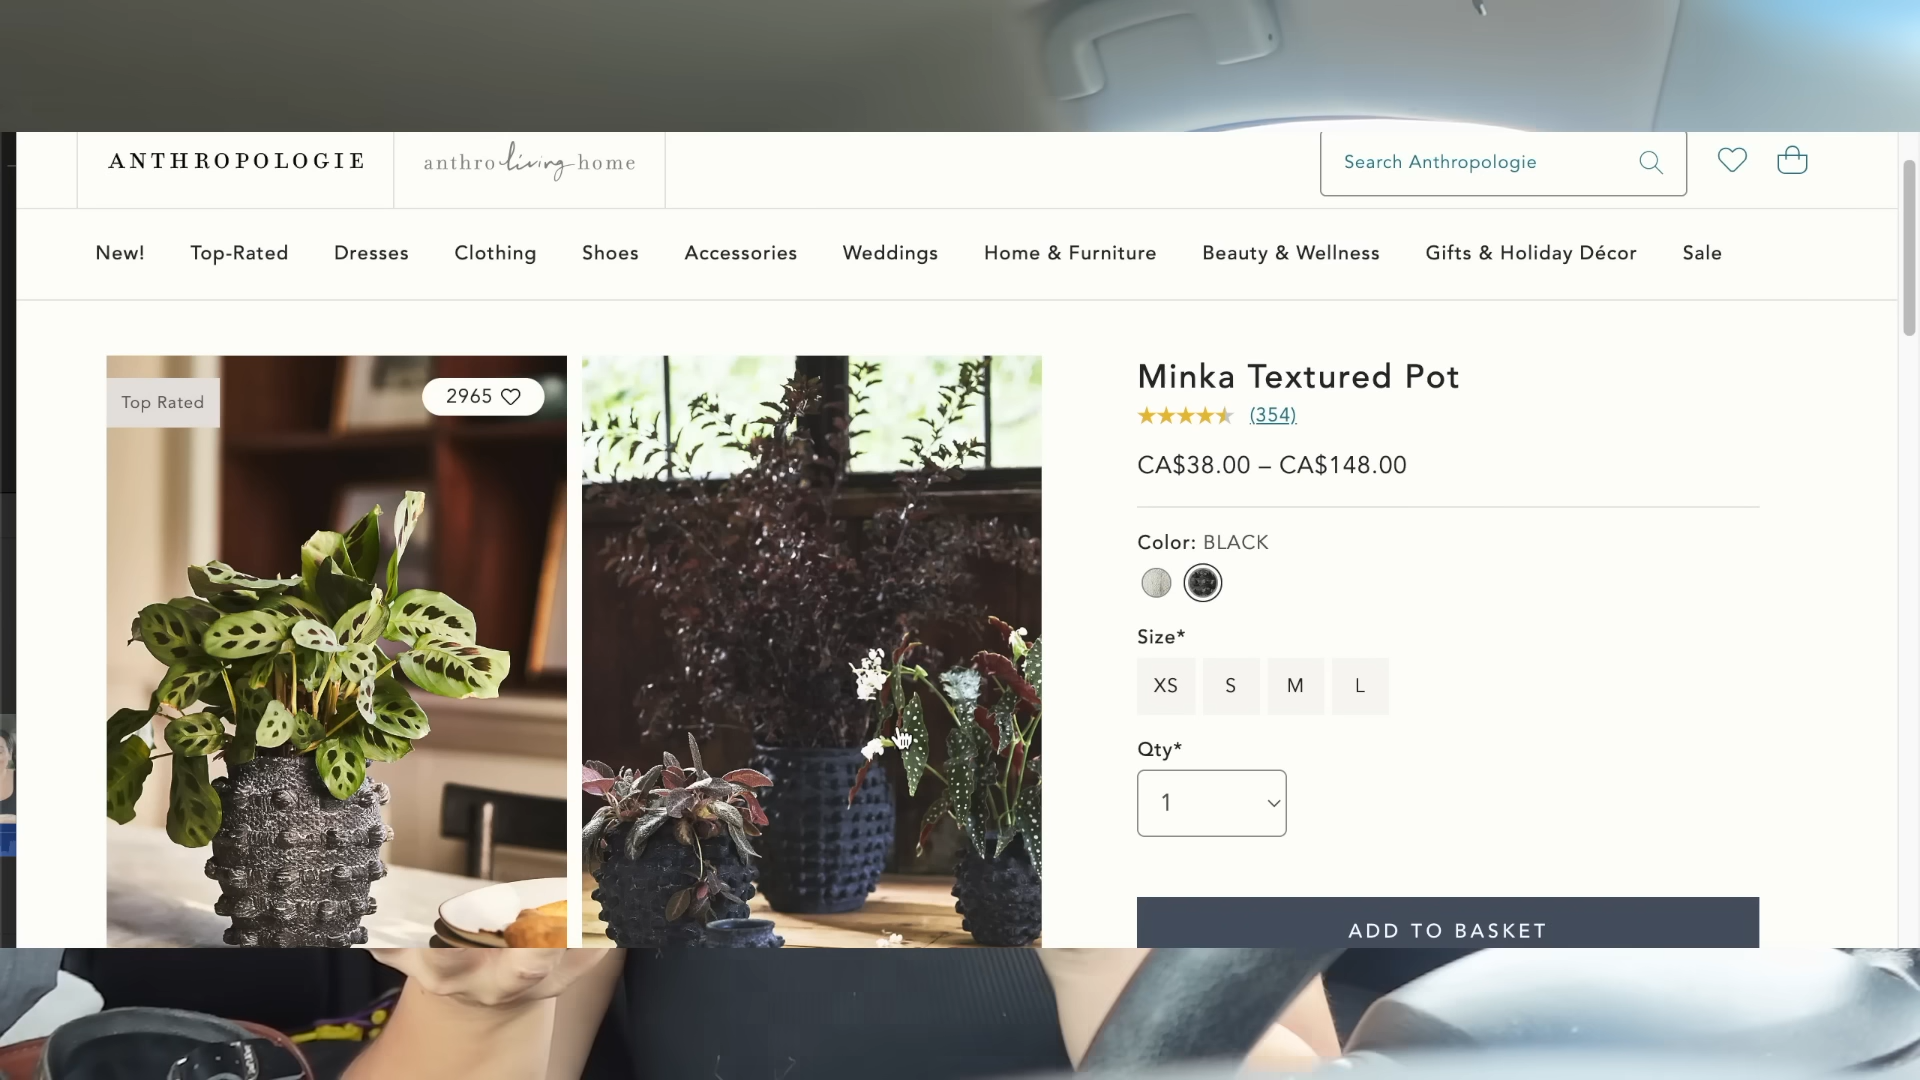 ANTHROPOLOGIE
anthro living home
Search Anthropologie
New! Top-Rated Dresses Clothing Shoes Accessories Weddings Home & Furniture Beauty & Wellness Gifts & Holiday Décor Sale
Top Rated
2965
Minka Textured Pot
(354)
CA$38.00 – CA$148.00
Color: BLACK
Size*
XS S M L
Qty*
1
ADD TO BASKET